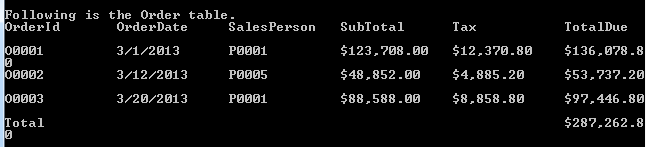 Following is the Order table.
OrderId OrderDate SalesPerson SubTotal Tax TotalDue
O0001 3/1/2013 P0001 $123,708.00 $12,370.80 $136,078.8
0
O0002 3/12/2013 P0005 $48,852.00 $4,885.20 $53,737.20
O0003 3/20/2013 P0001 $88,588.00 $8,858.80 $97,446.80
Total $287,262.8
0